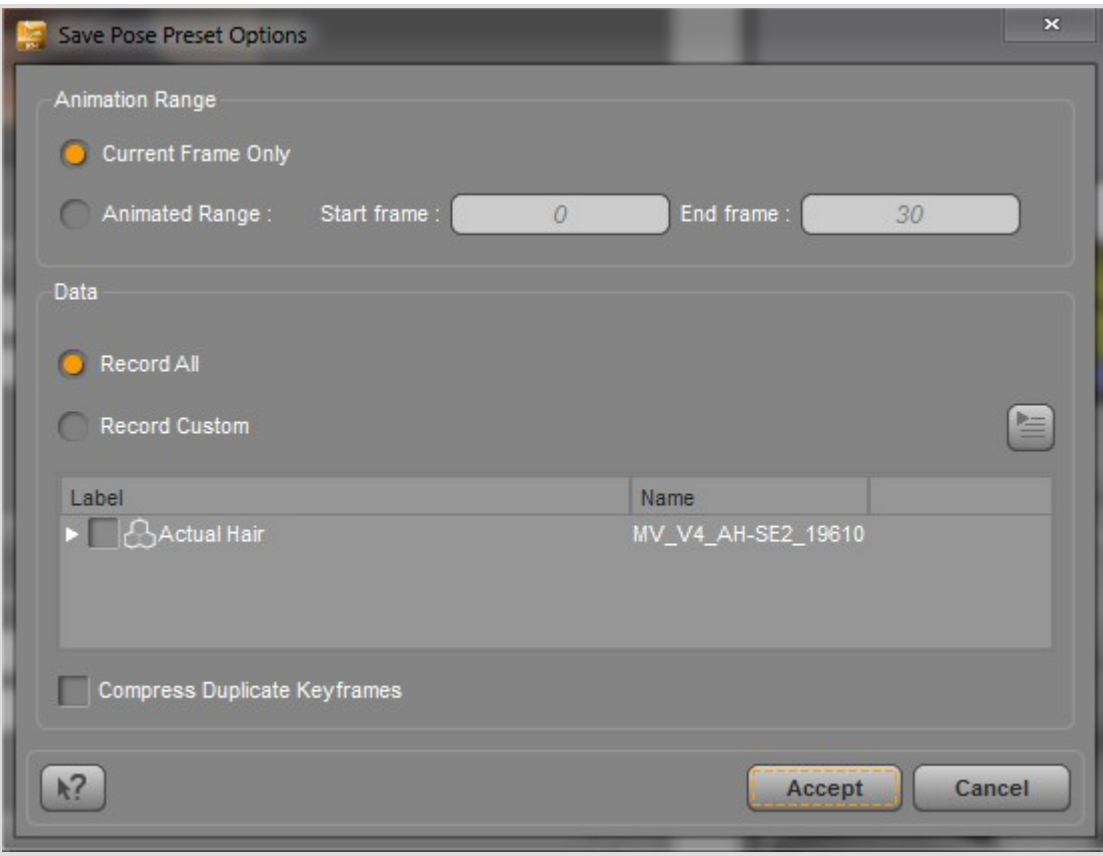 Save Pose Preset Options
Animation Range
Current Frame Only
Animated Range : Start frame : 0 End frame : 30
Data
Record All
Record Custom
Label Name
Actual Hair MV_V4_AH-SE2_19610
Compress Duplicate Keyframes
? Accept Cancel